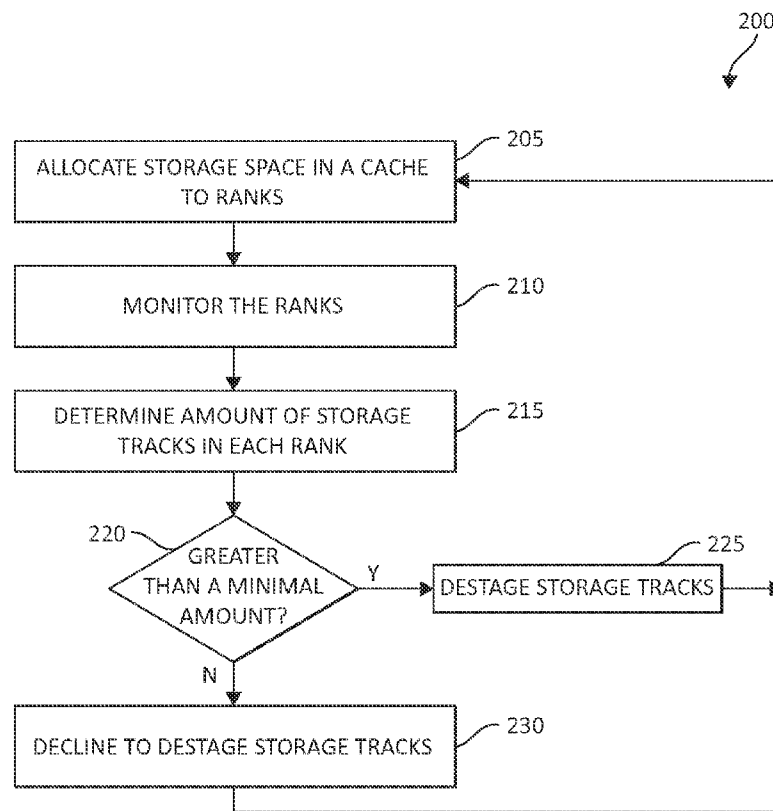 200
205
ALLOCATE STORAGE SPACE IN A CACHE
TO RANKS
210
MONITOR THE RANKS
215
DETERMINE AMOUNT OF STORAGE
TRACKS IN EACH RANK
220
GREATER
THAN A MINIMAL
AMOUNT?
Y
225
DESTAGE STORAGE TRACKS
N
230
DECLINE TO DESTAGE STORAGE TRACKS